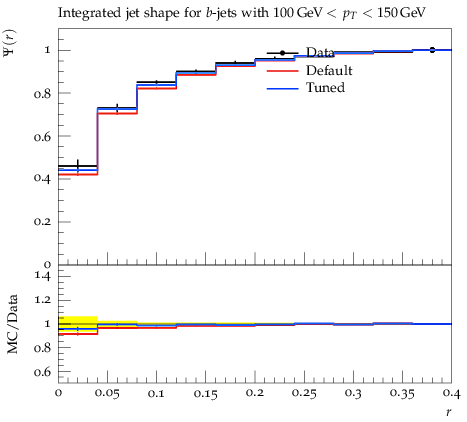 Integrated jet shape for b-jets with 100 GeV < pT < 150 GeV
Ψ(r)
1
0.8
0.6
0.4
0.2
0
Data
Default
Tuned
MC/Data
1.4
1.2
1
0.8
0.6
0 0.05 0.1 0.15 0.2 0.25 0.3 0.35 0.4
r